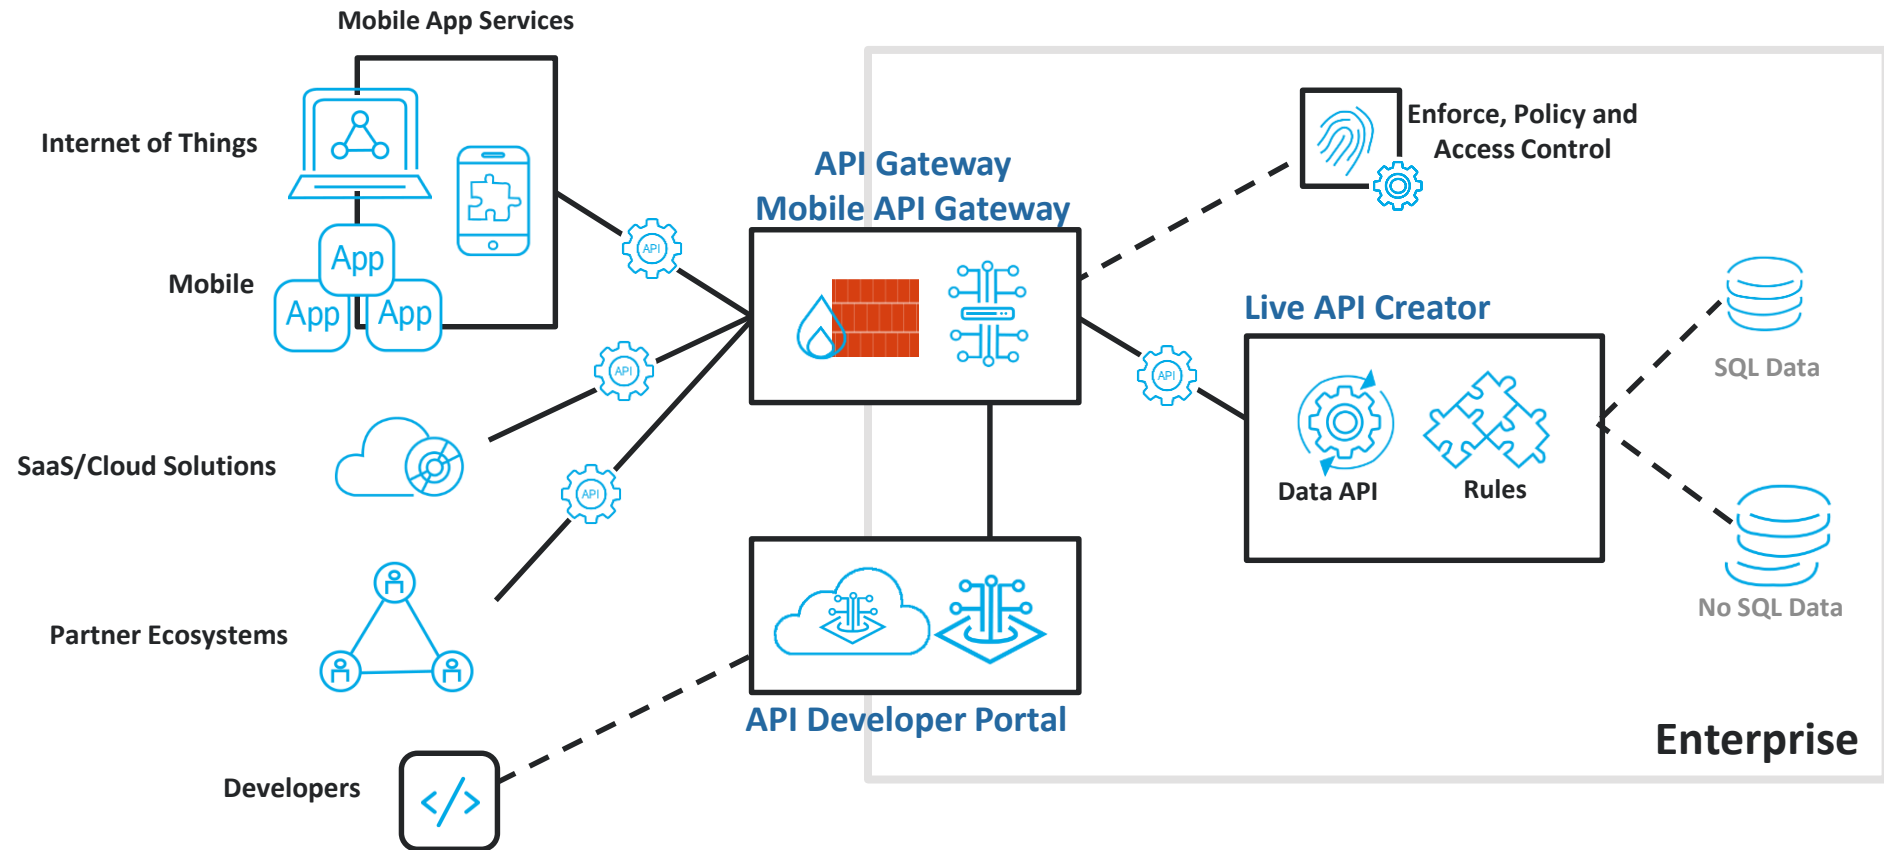 Mobile App Services
Internet of Things
Mobile
App
App
App
SaaS/Cloud Solutions
Partner Ecosystems
Developers
API
API
API
API Gateway
Mobile API Gateway
API Developer Portal
API
Enforce, Policy and
Access Control
Live API Creator
Data API
Rules
SQL Data
No SQL Data
Enterprise